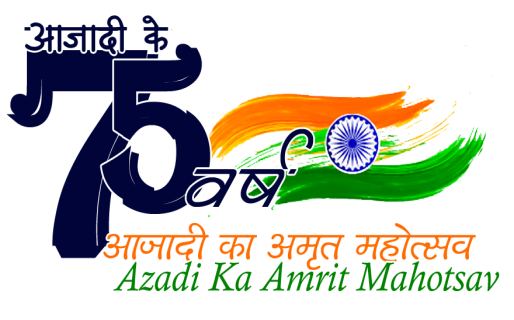 आजादी के
75
वर्ष
आजादी का अमृत महोत्सव
Azadi Ka Amrit Mahotsav